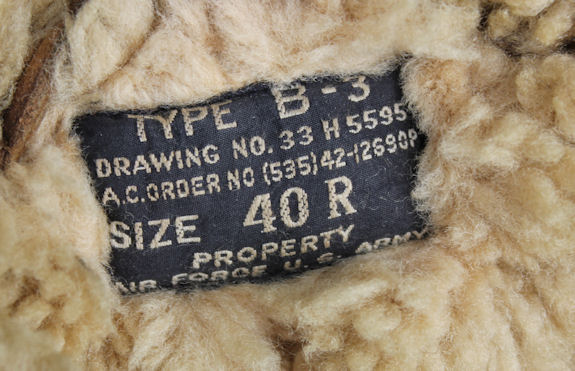 TYPE B-3
DRAWING NO. 33 H 5595
A.C. ORDER NO (535) 42-12690P
SIZE 40 R
PROPERTY
AIR FORCE U.S. ARMY